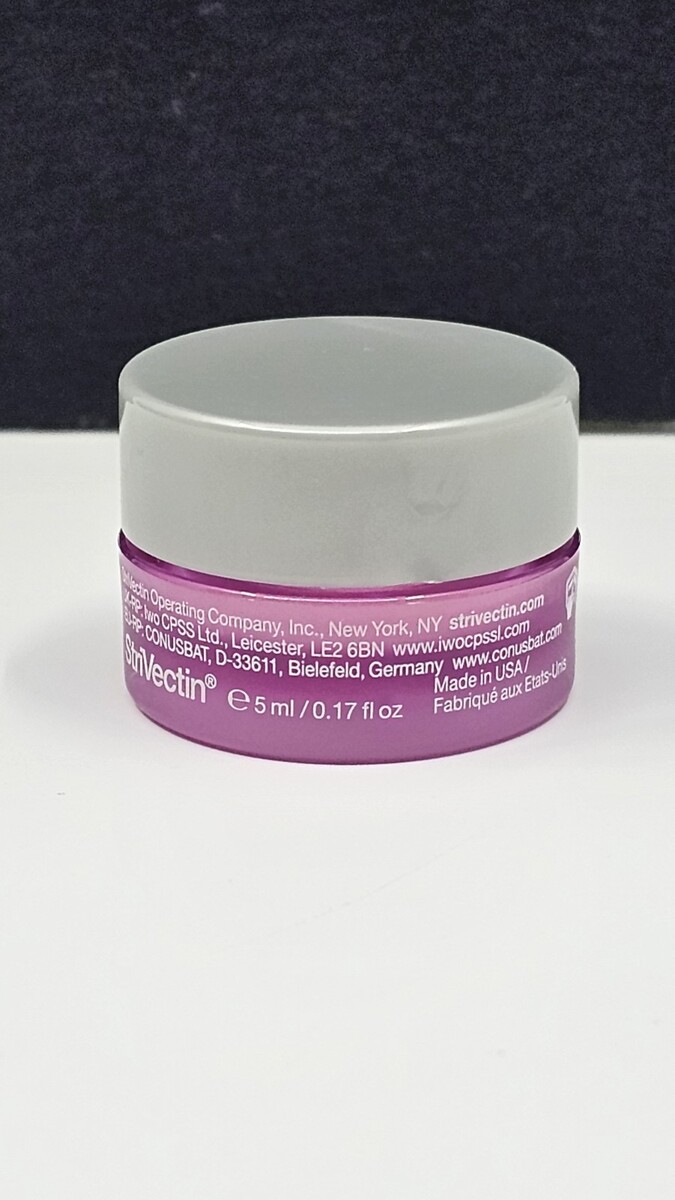 StriVectin Operating Company, Inc., New York, NY strivectin.com
UK-RP: Iwo CPSS Ltd., Leicester, LE2 6BN www.iwocpssl.com
EU-RP: CONUSBAT, D-33611, Bielefeld, Germany www.conusbat.com
Made in USA /
Fabriqué aux Etats-Unis
StriVectin®
℮ 5 ml / 0.17 fl oz